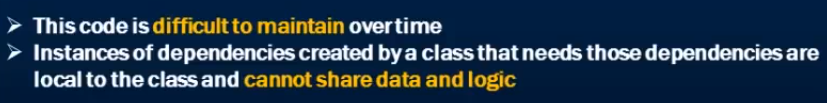 ➢ This code is difficult to maintain over time
➢ Instances of dependencies created by a class that needs those dependencies are
local to the class and cannot share data and logic